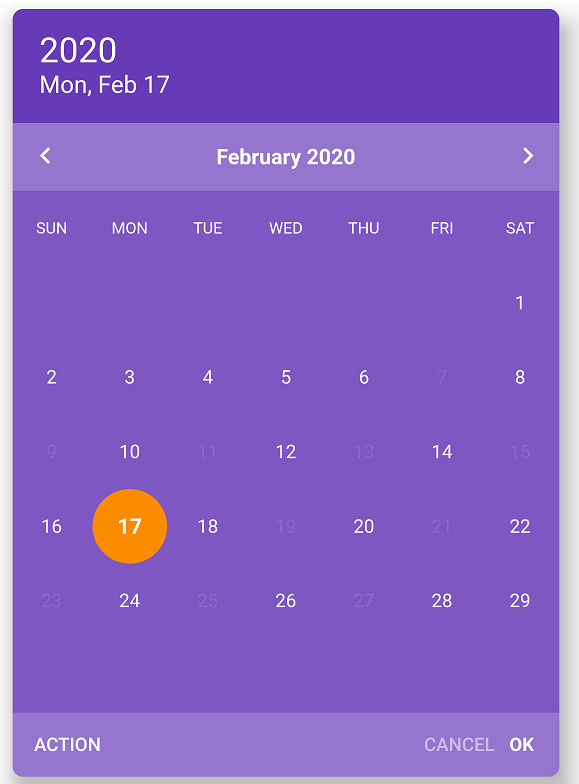 2020
Mon, Feb 17
February 2020
SUN MON TUE WED THU FRI SAT
1
2 3 4 5 6 7 8
9 10 11 12 13 14 15
16 17 18 19 20 21 22
23 24 25 26 27 28 29
ACTION CANCEL OK